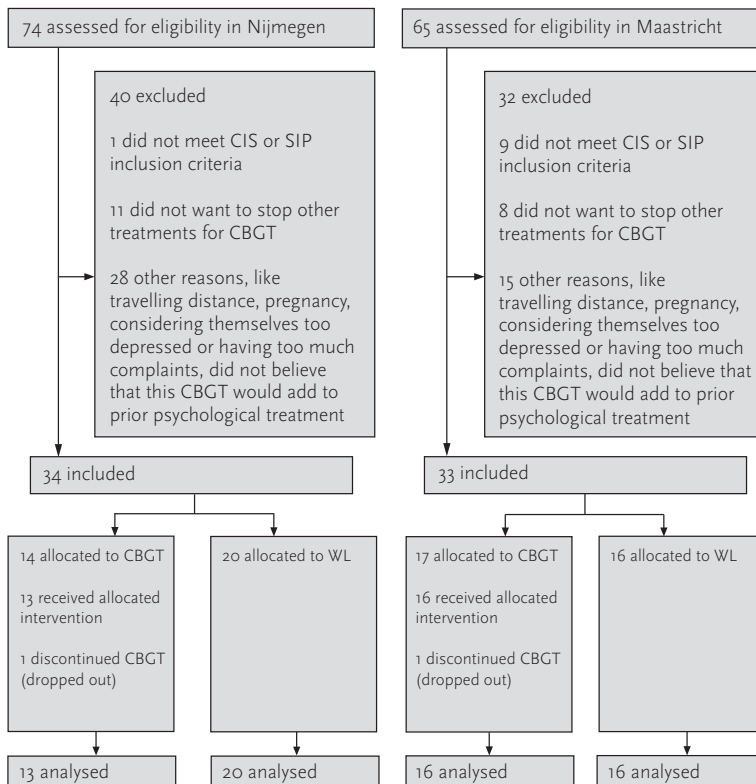 74 assessed for eligibility in Nijmegen
40 excluded
1 did not meet CIS or SIP
inclusion criteria
11 did not want to stop other
treatments for CBGT
28 other reasons, like
travelling distance, pregnancy,
considering themselves too
depressed or having too much
complaints, did not believe
that this CBGT would add to
prior psychological treatment
34 included
14 allocated to CBGT
13 received allocated
intervention
1 discontinued CBGT
(dropped out)
20 allocated to WL
13 analysed
20 analysed
65 assessed for eligibility in Maastricht
32 excluded
9 did not meet CIS or SIP
inclusion criteria
8 did not want to stop other
treatments for CBGT
15 other reasons, like
travelling distance, pregnancy,
considering themselves too
depressed or having too much
complaints, did not believe that
this CBGT would add to prior
psychological treatment
33 included
17 allocated to CBGT
16 received allocated
intervention
1 discontinued CBGT
(dropped out)
16 allocated to WL
16 analysed
16 analysed